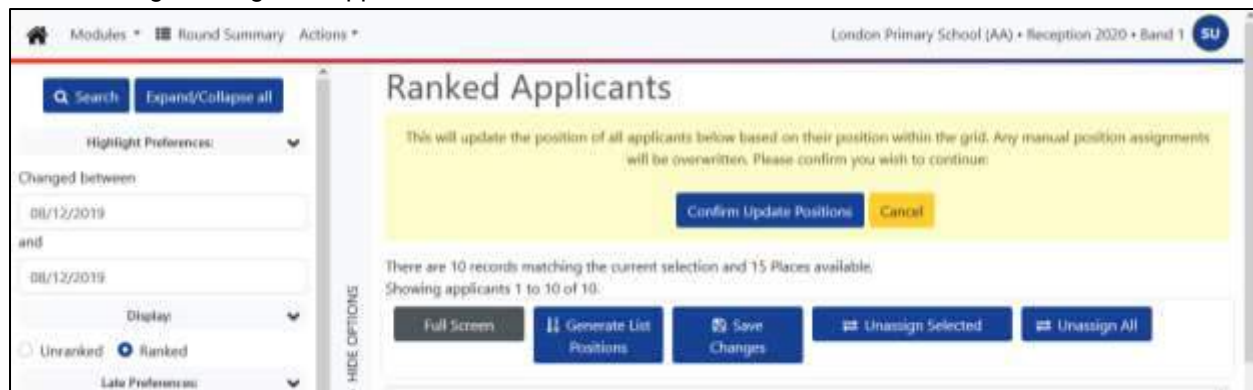 Modules Round Summary Actions London Primary School (AA) • Reception 2020 • Band 1 SU
Search Expand/Collapse all
Highlight Preferences:
Changed between
08/12/2019
and
08/12/2019
Display:
Unranked Ranked
Late Preferences:
HIDE OPTIONS
Ranked Applicants
This will update the position of all applicants below based on their position within the grid. Any manual position assignments
will be overwritten. Please confirm you wish to continue:
Confirm Update Positions Cancel
There are 10 records matching the current selection and 15 Places available.
Showing applicants 1 to 10 of 10.
Full Screen Generate List Positions Save Changes Unassign Selected Unassign All